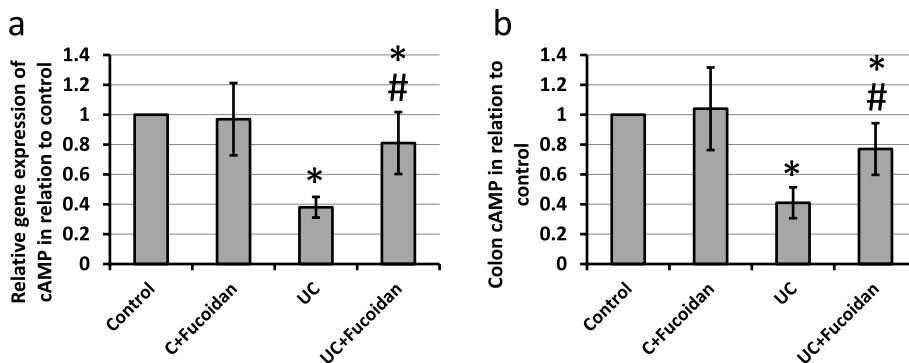 a
Relative gene expression of
cAMP in relation to control
1.4
1.2
1
0.8
0.6
0.4
0.2
0
*
*
#
Control
C+Fucoidan
UC
UC+Fucoidan
b
Colon cAMP in relation to
control
1.4
1.2
1
0.8
0.6
0.4
0.2
0
*
*
#
Control
C+Fucoidan
UC
UC+Fucoidan